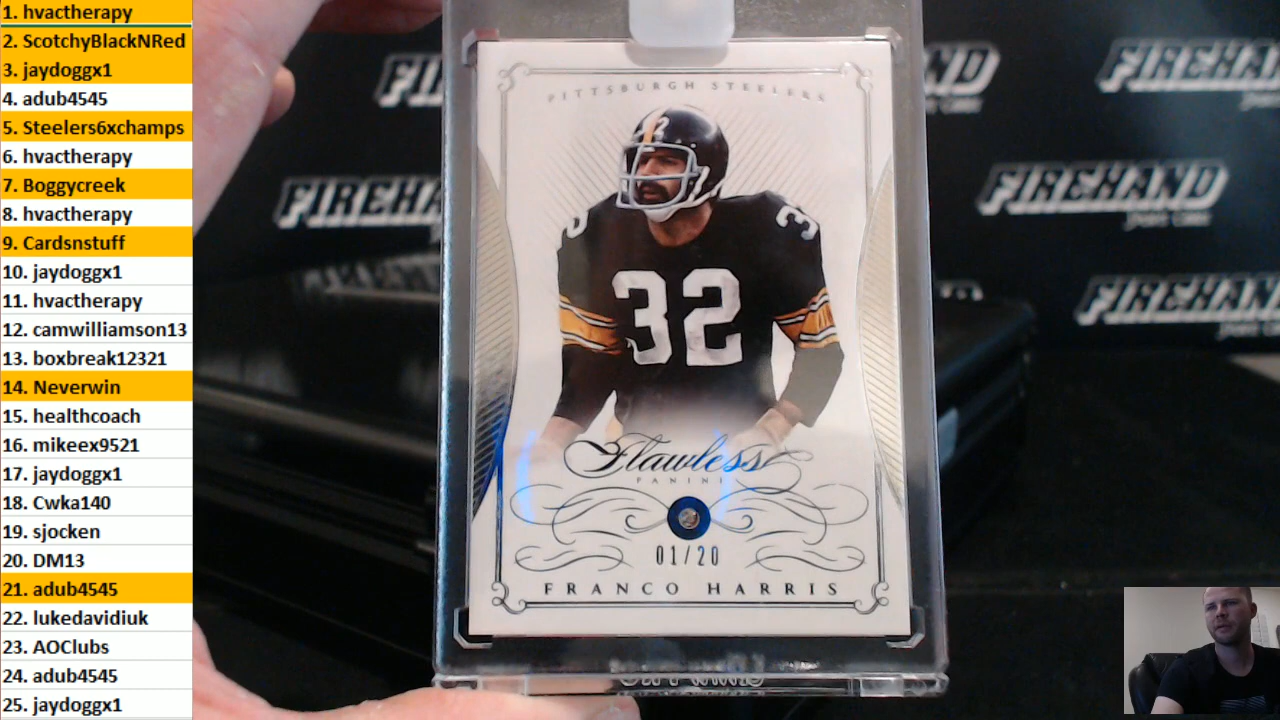 1. hvactherapy
2. ScotchyBlackNRed
3. jaydoggx1
4. adub4545
5. Steelers6xchamps
6. hvactherapy
7. Boggycreek
8. hvactherapy
9. Cardsnstuff
10. jaydoggx1
11. hvactherapy
12. camwilliamson13
13. boxbreak12321
14. Neverwin
15. healthcoach
16. mikeex9521
17. jaydoggx1
18. Cwka140
19. sjocken
20. DM13
21. adub4545
22. lukedavidiuk
23. AOClubs
24. adub4545
25. jaydoggx1
PITTSBURGH STEELERS
32
32
32
Flawless
PANINI
01/20
FRANCO HARRIS
FIREHAND
FIREHAND
FIREHAND
FIREHAND